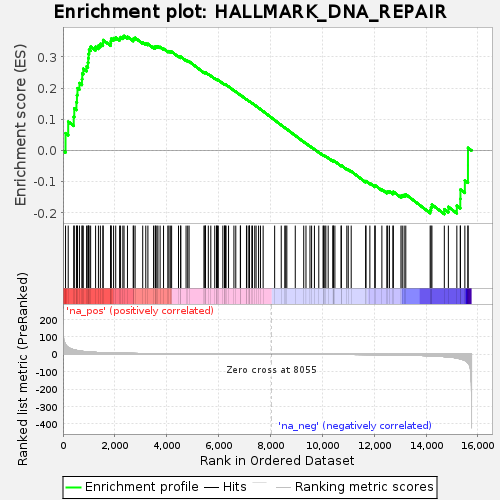 Enrichment plot: HALLMARK_DNA_REPAIR
Enrichment score (ES)
0.3
0.2
0.1
0.0
-0.1
-0.2
'na_pos' (positively correlated)
Ranked list metric (PreRanked)
200
100
0
-100
-200
-300
-400
Zero cross at 8055
'na_neg' (negatively correlated)
0
2,000
4,000
6,000
8,000
10,000
12,000
14,000
16,000
Rank in Ordered Dataset
Enrichment profile
Hits
Ranking metric scores